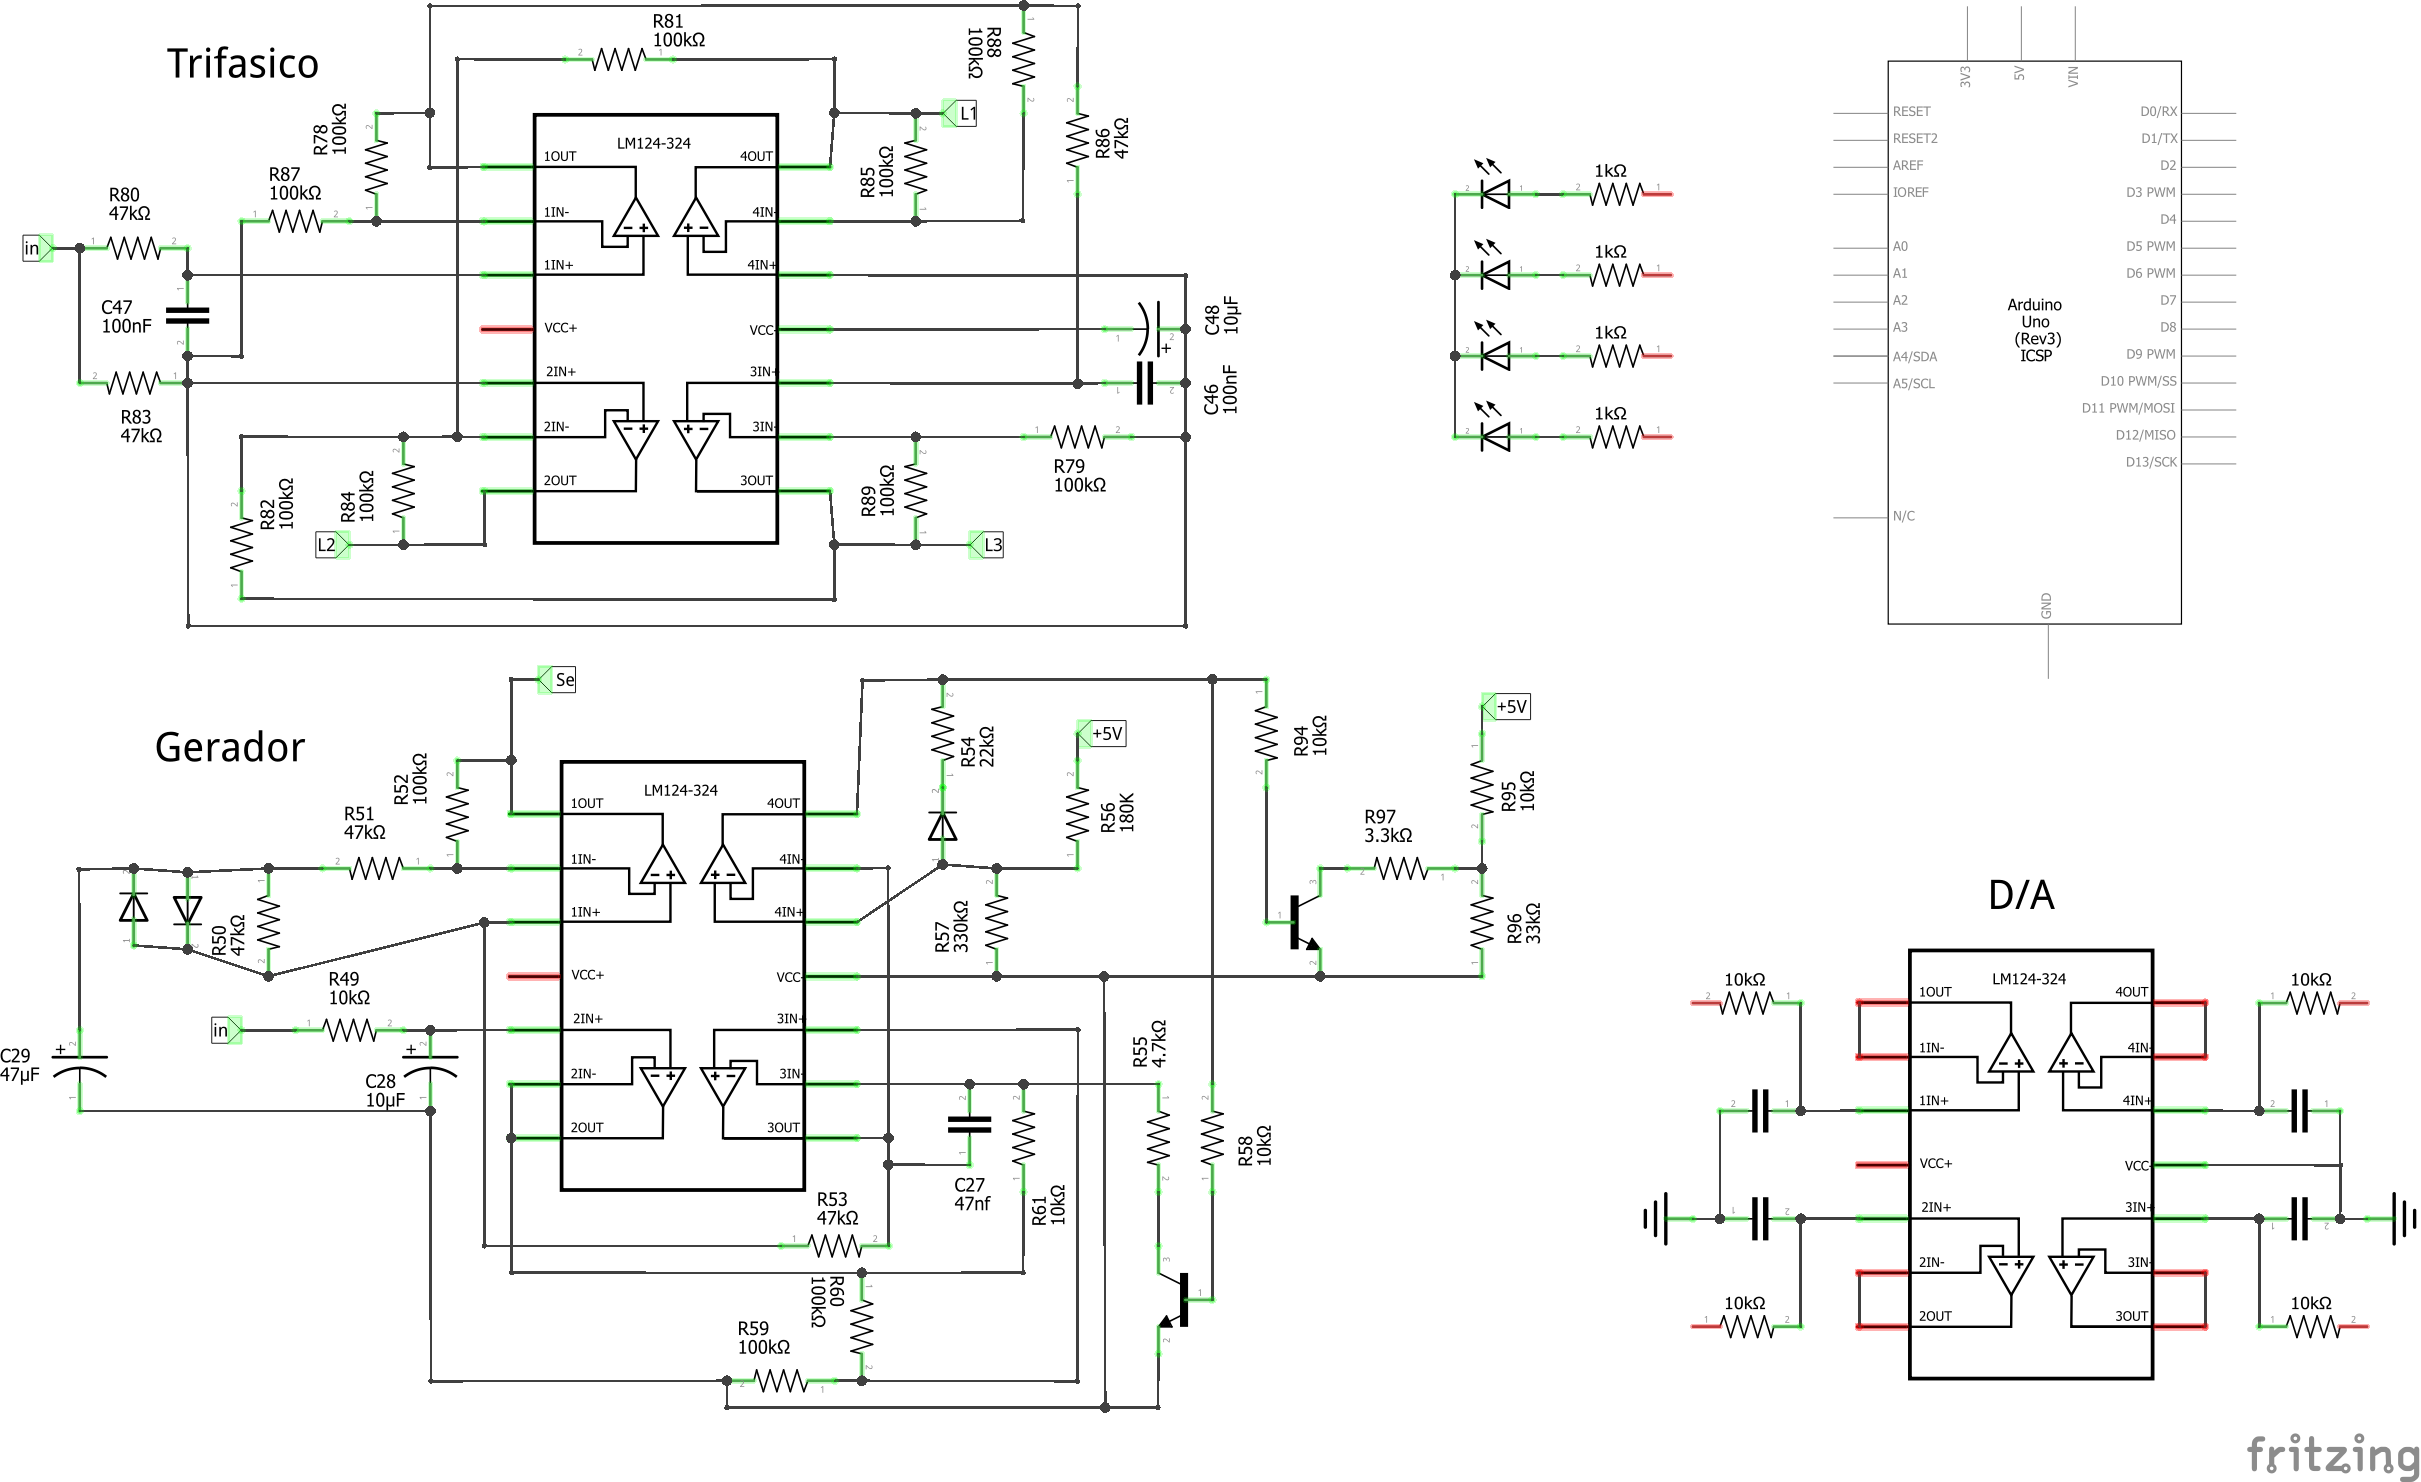 Trifasico
R81
100kΩ
R88
100kΩ
R86
47kΩ
R78
100kΩ
R87
100kΩ
R80
47kΩ
in
C47
100nF
R83
47kΩ
R82
100kΩ
R84
100kΩ
L2
LM124-324
1OUT
1IN-
1IN+
VCC+
2IN+
2IN-
2OUT
4OUT
4IN-
4IN+
VCC-
3IN+
3IN-
3OUT
L1
R85
100kΩ
R89
100kΩ
L3
R79
100kΩ
C48
10µF
+
C46
100nF
1kΩ
1kΩ
1kΩ
1kΩ
3V3
5V
VIN
RESET
RESET2
AREF
IOREF
A0
A1
A2
A3
A4/SDA
A5/SCL
N/C
Arduino
Uno
(Rev3)
ICSP
D0/RX
D1/TX
D2
D3 PWM
D4
D5 PWM
D6 PWM
D7
D8
D9 PWM
D10 PWM/SS
D11 PWM/MOSI
D12/MISO
D13/SCK
GND
Gerador
Se
R52
100kΩ
R51
47kΩ
R50
47kΩ
R49
10kΩ
in
C29
47µF
+
C28
10µF
+
LM124-324
1OUT
1IN-
1IN+
VCC+
2IN+
2IN-
2OUT
4OUT
4IN-
4IN+
VCC-
3IN+
3IN-
3OUT
R54
22kΩ
+5V
R56
180K
R57
330kΩ
R94
10kΩ
R97
3.3kΩ
+5V
R95
10kΩ
R96
33kΩ
R55
4.7kΩ
R58
10kΩ
C27
47nf
R61
10kΩ
R53
47kΩ
R60
100kΩ
R59
100kΩ
D/A
10kΩ
10kΩ
LM124-324
1OUT
1IN-
1IN+
VCC+
2IN+
2IN-
2OUT
4OUT
4IN-
4IN+
VCC-
3IN+
3IN-
3OUT
10kΩ
10kΩ
fritzing